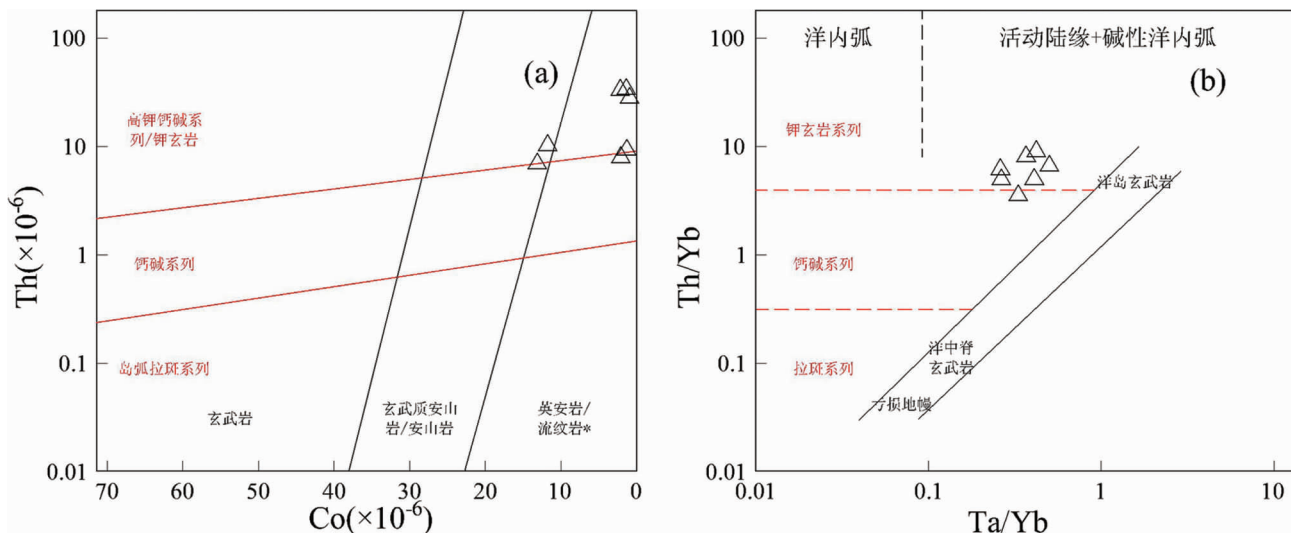 100
10
1
0.1
0.01
Th(×10-6)
(a)
高钾钙碱系
列/钾玄岩
钙碱系列
岛弧拉斑系列
玄武岩
玄武质安山
岩/安山岩
英安岩/
流纹岩*
70 60 50 40 30 20 10 0
Co(×10-6)
洋内弧
活动陆缘+碱性洋内弧
(b)
100
10
1
0.1
0.01
Th/Yb
钾玄岩系列
洋岛玄武岩
钙碱系列
拉斑系列
洋中脊
玄武岩
亏损地幔
0.01 0.1 1 10
Ta/Yb